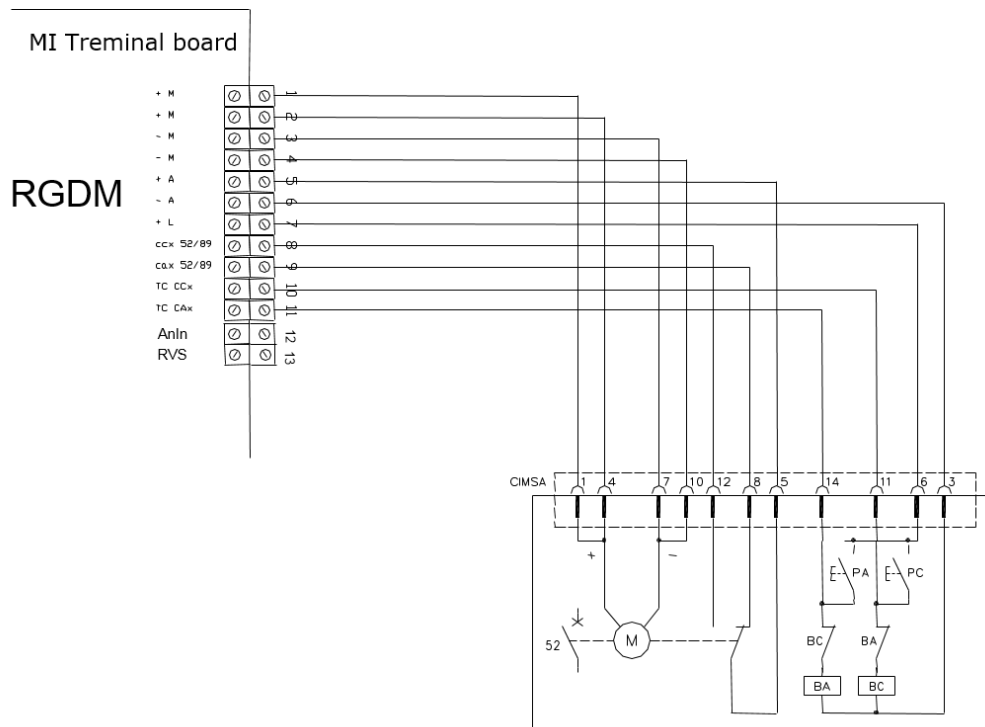 MI Treminal board
+ M 1
+ M 2
- M 3
- M 4
RGDM
+ A 5
- A 6
+ L 7
ccx 52/89 8
cax 52/89 9
TC CCx 10
TC CAx 11
AnIn 12
RVS 13
CIMSA 1 4 7 10 12 8 5 14 11 6 3
+ -
PA PC
52 M BC BA
BA BC